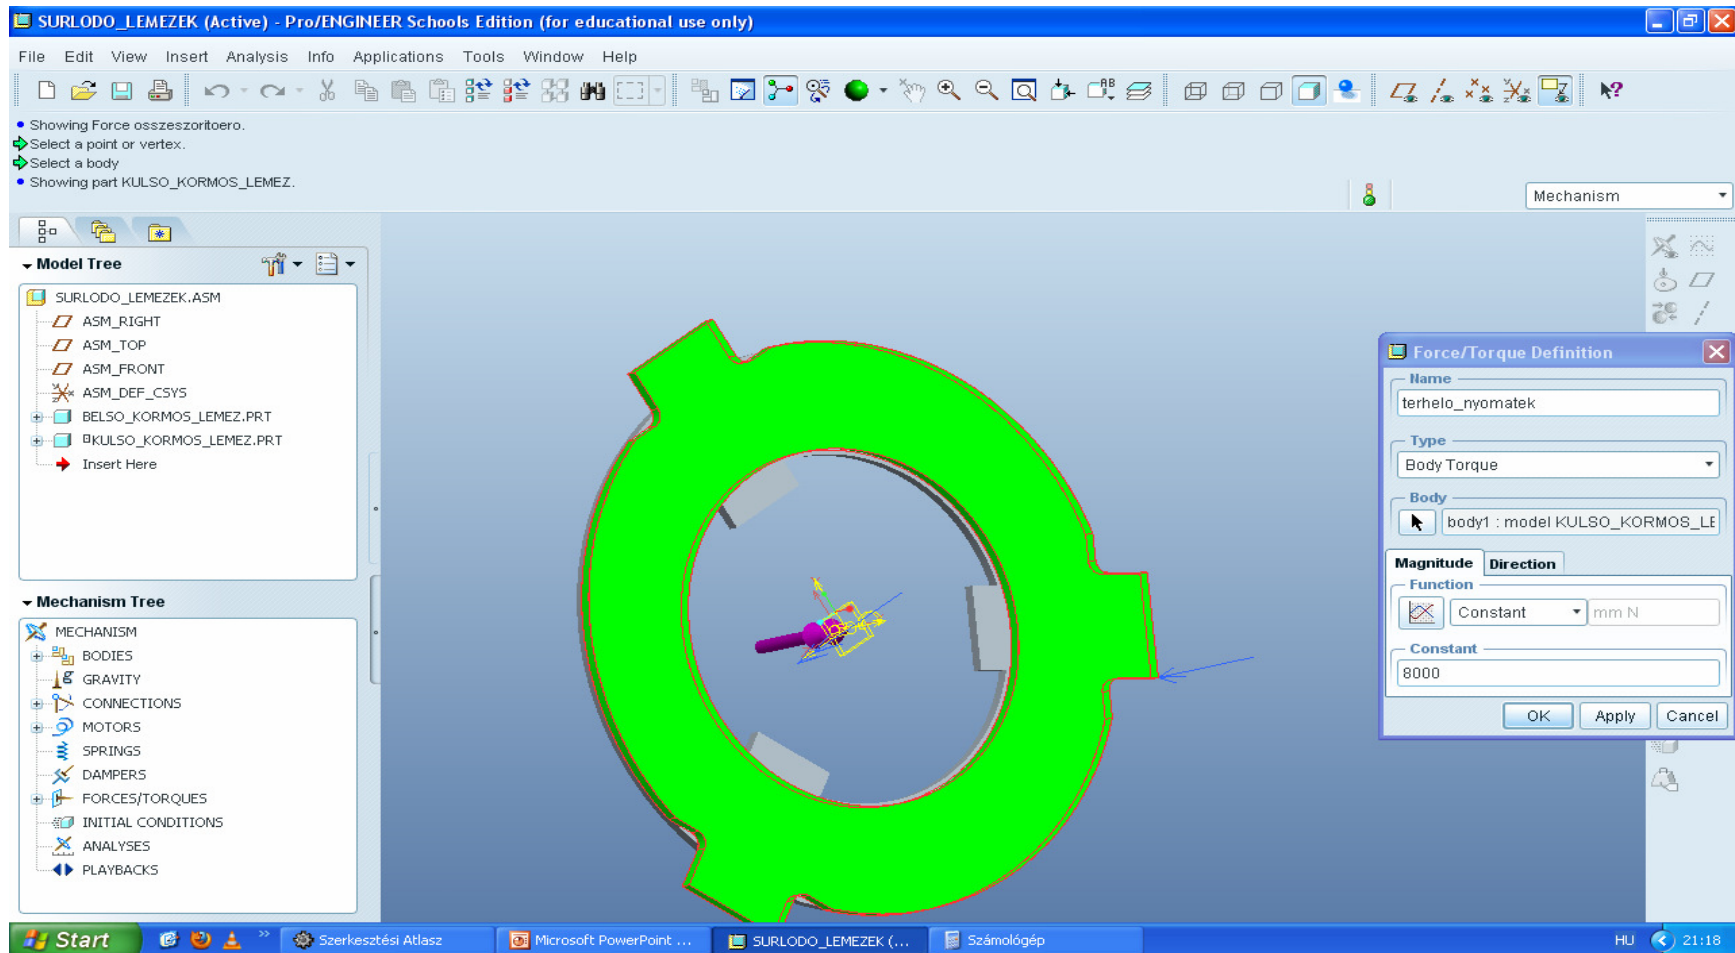 SURLODO_LEMEZEK (Active) - Pro/ENGINEER Schools Edition (for educational use only)
File Edit View Insert Analysis Info Applications Tools Window Help
Showing Force osszeszoritoero.
Select a point or vertex.
Select a body
Showing part KULSO_KORMOS_LEMEZ.
Mechanism
Model Tree
SURLODO_LEMEZEK.ASM
ASM_RIGHT
ASM_TOP
ASM_FRONT
ASM_DEF_CSYS
BELSO_KORMOS_LEMEZ.PRT
KULSO_KORMOS_LEMEZ.PRT
Insert Here
Mechanism Tree
MECHANISM
BODIES
GRAVITY
CONNECTIONS
MOTORS
SPRINGS
DAMPERS
FORCES/TORQUES
INITIAL CONDITIONS
ANALYSES
PLAYBACKS
Force/Torque Definition
Name
terhelo_nyomatek
Type
Body Torque
Body
body1 : model KULSO_KORMOS_LE
Magnitude Direction
Function
Constant mm N
Constant
8000
OK Apply Cancel
Start Szerkesztési Atlasz Microsoft PowerPoint ... SURLODO_LEMEZEK (... Számológép HU 21:18